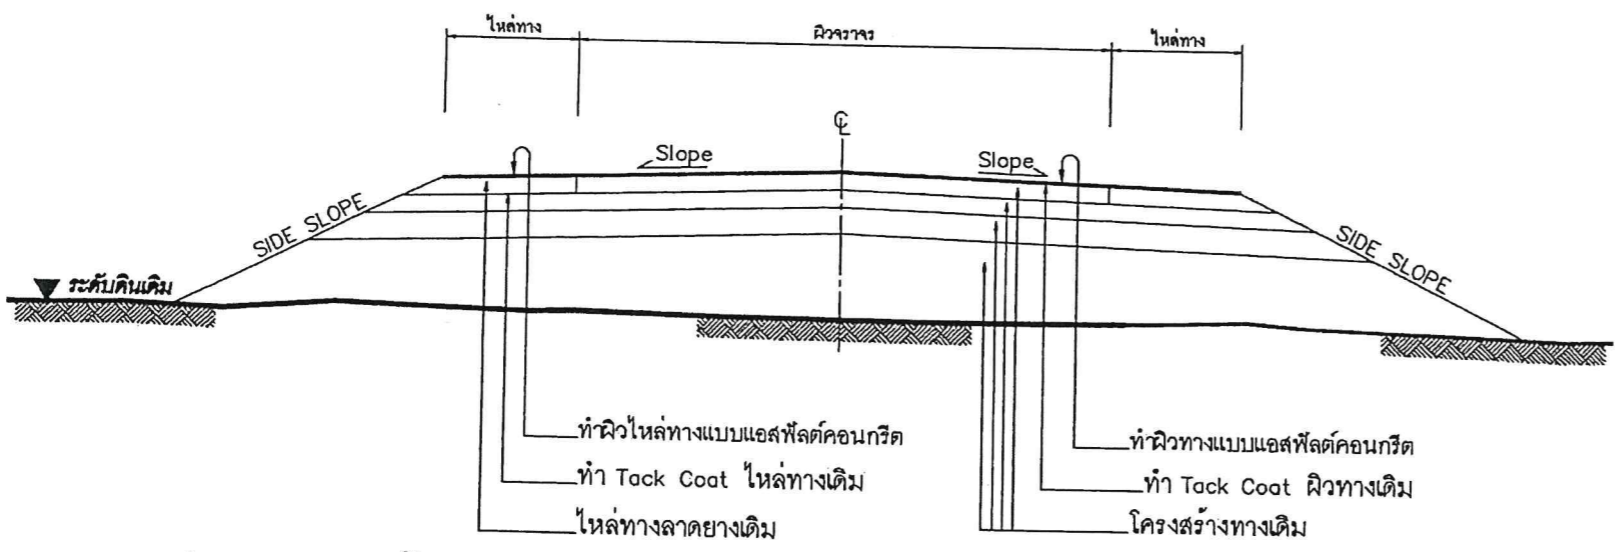 ไหล่ทาง
ผิวจราจร
ไหล่ทาง
℄
Slope
Slope
SIDE SLOPE
SIDE SLOPE
ระดับดินเดิม
ทำผิวไหล่ทางแบบแอสฟัลต์คอนกรีต
ทำ Tack Coat ไหล่ทางเดิม
ไหล่ทางลาดยางเดิม
ทำผิวทางแบบแอสฟัลต์คอนกรีต
ทำ Tack Coat ผิวทางเดิม
โครงสร้างทางเดิม